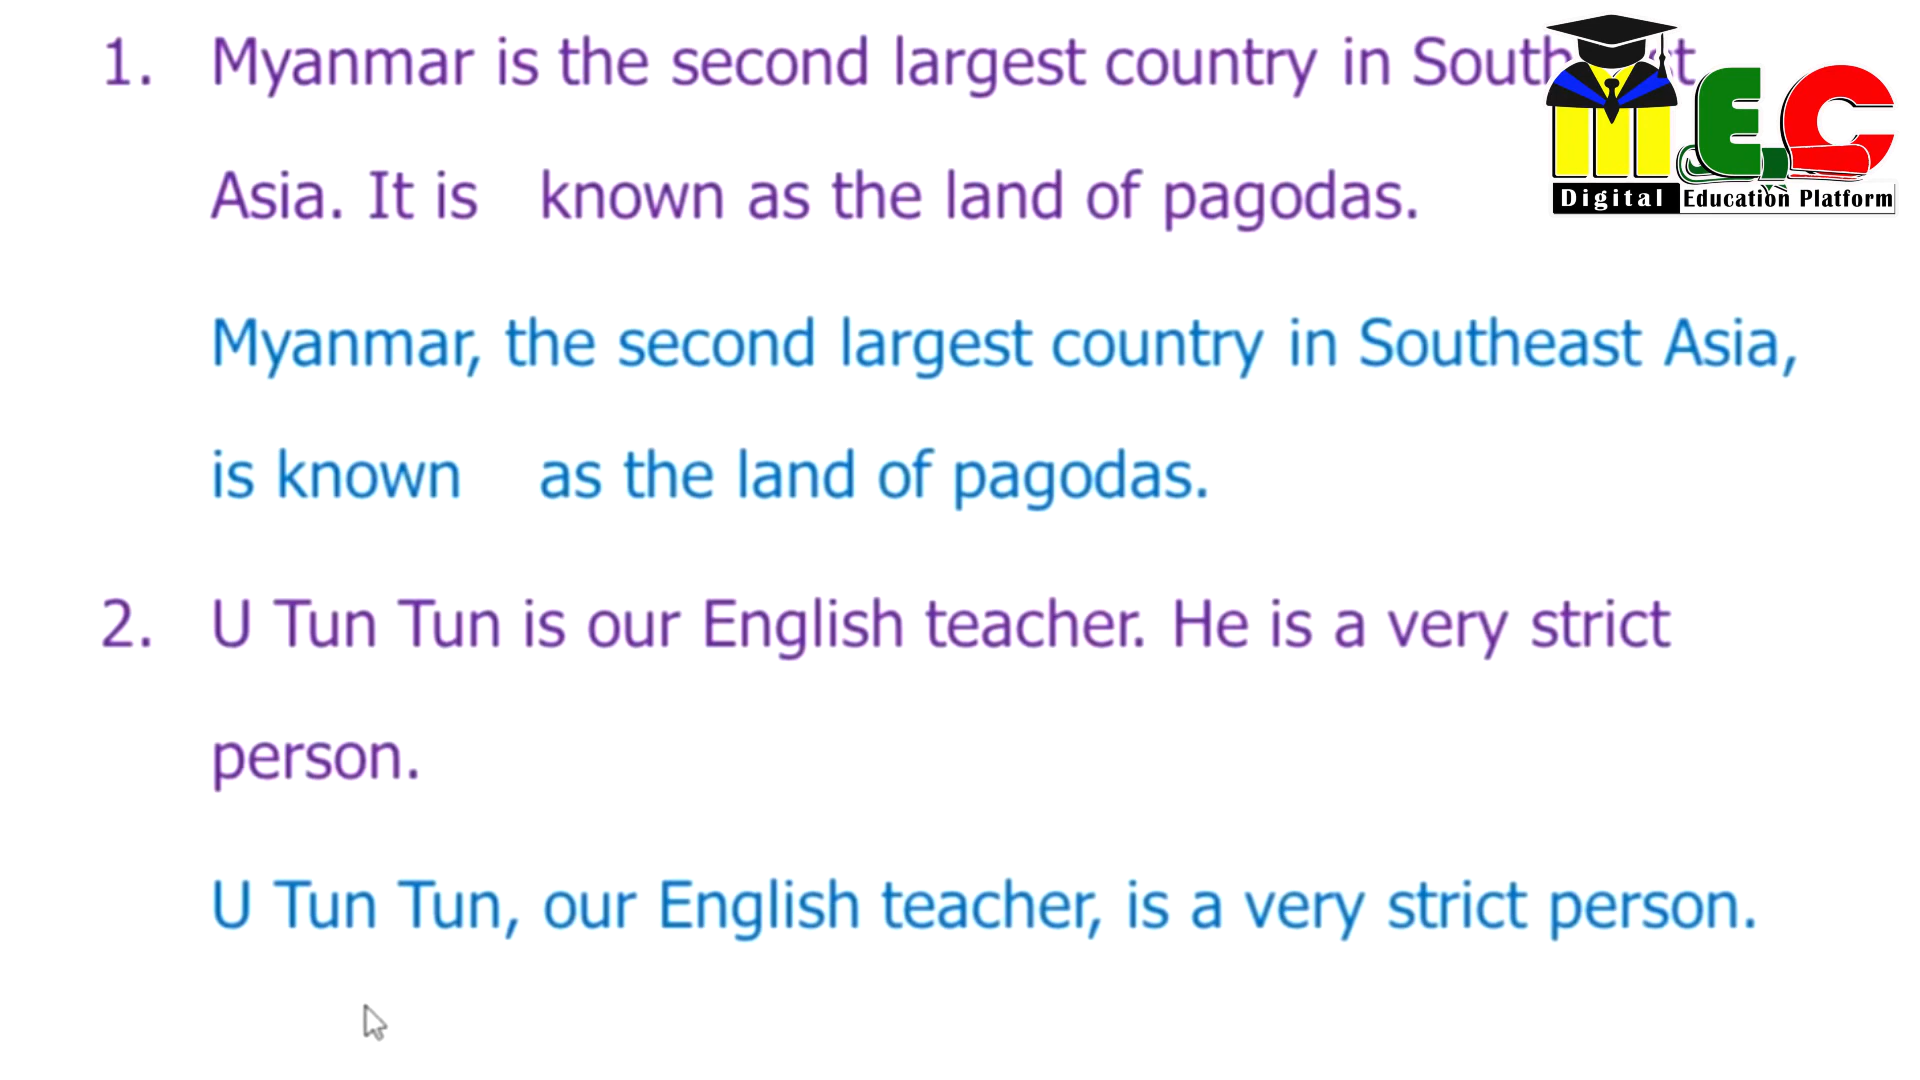 1. Myanmar is the second largest country in Southeast
Asia. It is known as the land of pagodas.
Myanmar, the second largest country in Southeast Asia,
is known as the land of pagodas.
2. U Tun Tun is our English teacher. He is a very strict
person.
U Tun Tun, our English teacher, is a very strict person.
MEC
Digital Education Platform